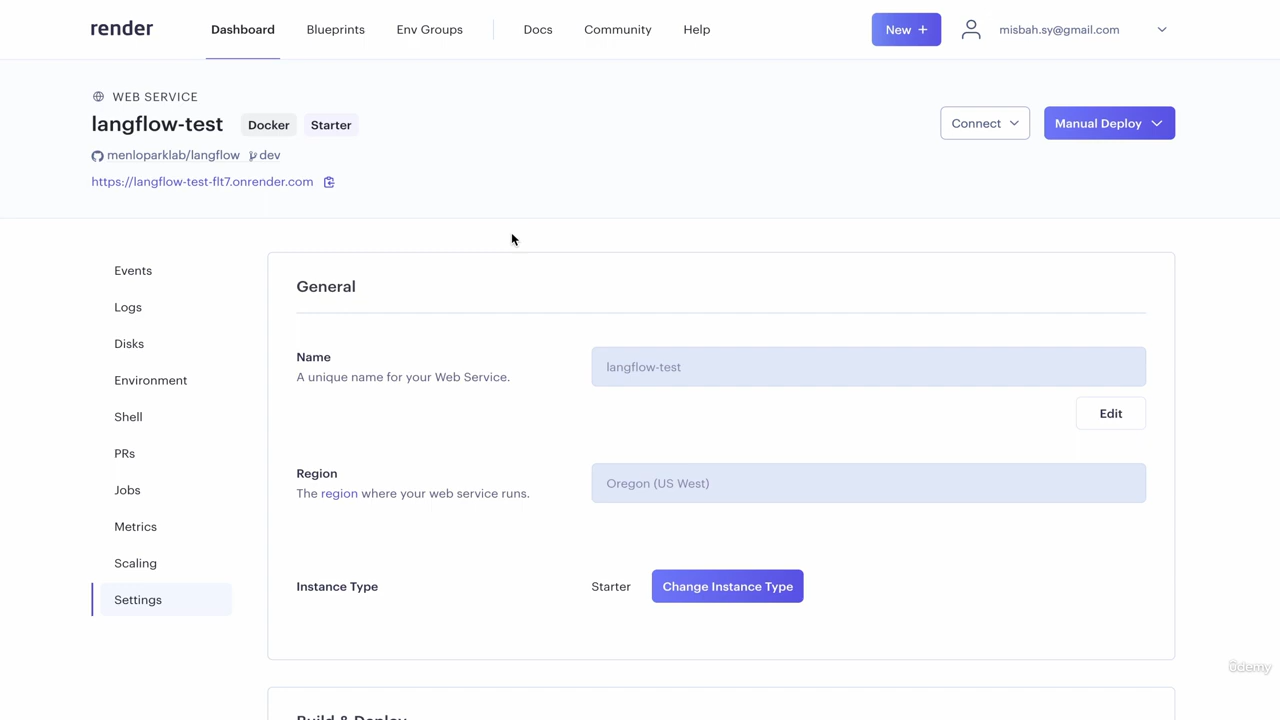 render Dashboard Blueprints Env Groups Docs Community Help New + misbah.sy@gmail.com
WEB SERVICE
langflow-test Docker Starter Connect Manual Deploy
menloparklab/langflow dev
https://langflow-test-flt7.onrender.com
Events
Logs
Disks
Environment
Shell
PRs
Jobs
Metrics
Scaling
Settings
General
Name
A unique name for your Web Service.
langflow-test
Edit
Region
The region where your web service runs.
Oregon (US West)
Instance Type Starter Change Instance Type
Build & Deploy
udemy